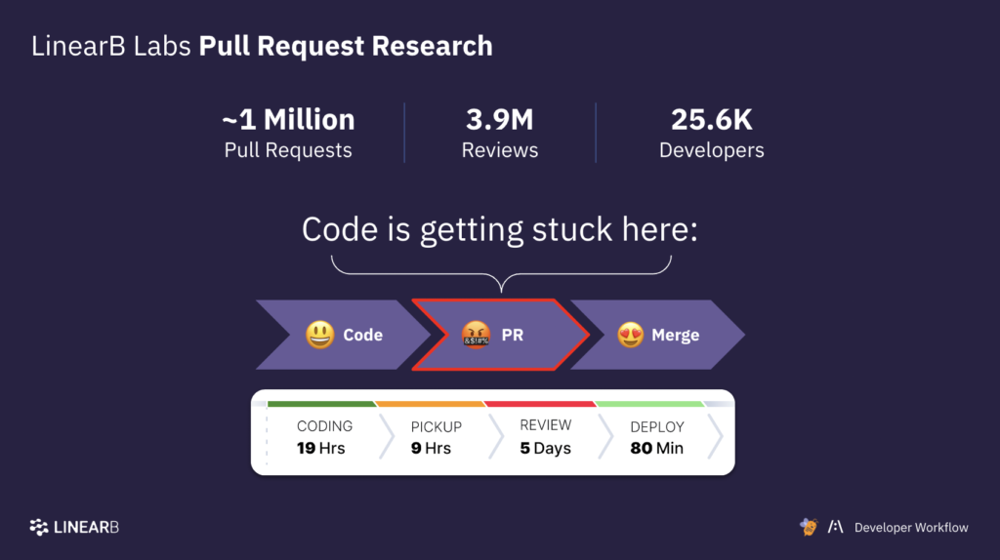 LinearB Labs Pull Request Research
~1 Million
Pull Requests
3.9M
Reviews
25.6K
Developers
Code is getting stuck here:
Code
&$!#%
PR
Merge
CODING
19 Hrs
PICKUP
9 Hrs
REVIEW
5 Days
DEPLOY
80 Min
LINEARB
/:\ Developer Workflow